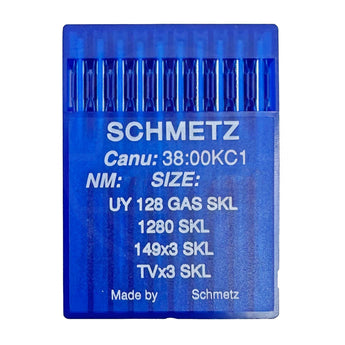 SCHMETZ
Canu: 38:00KC1
NM: SIZE:
UY 128 GAS SKL
1280 SKL
149x3 SKL
TVx3 SKL
Made by Schmetz